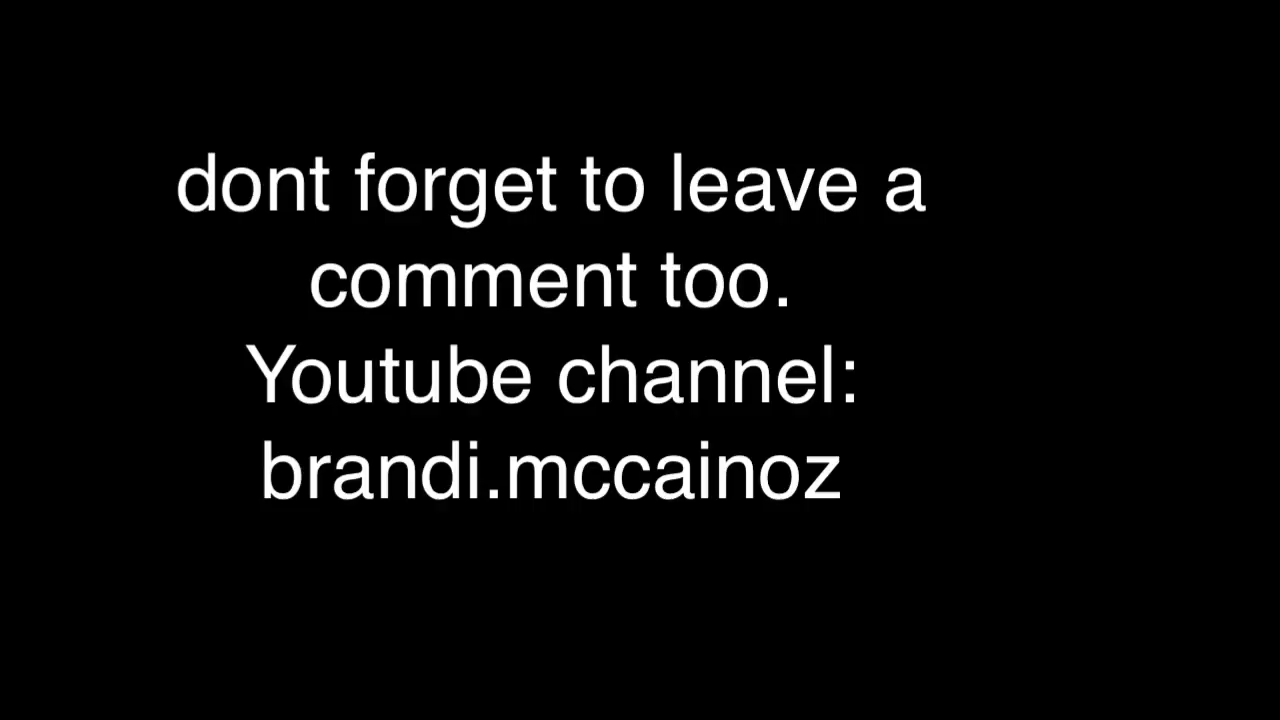 dont forget to leave a
comment too.
Youtube channel:
brandi.mccainoz